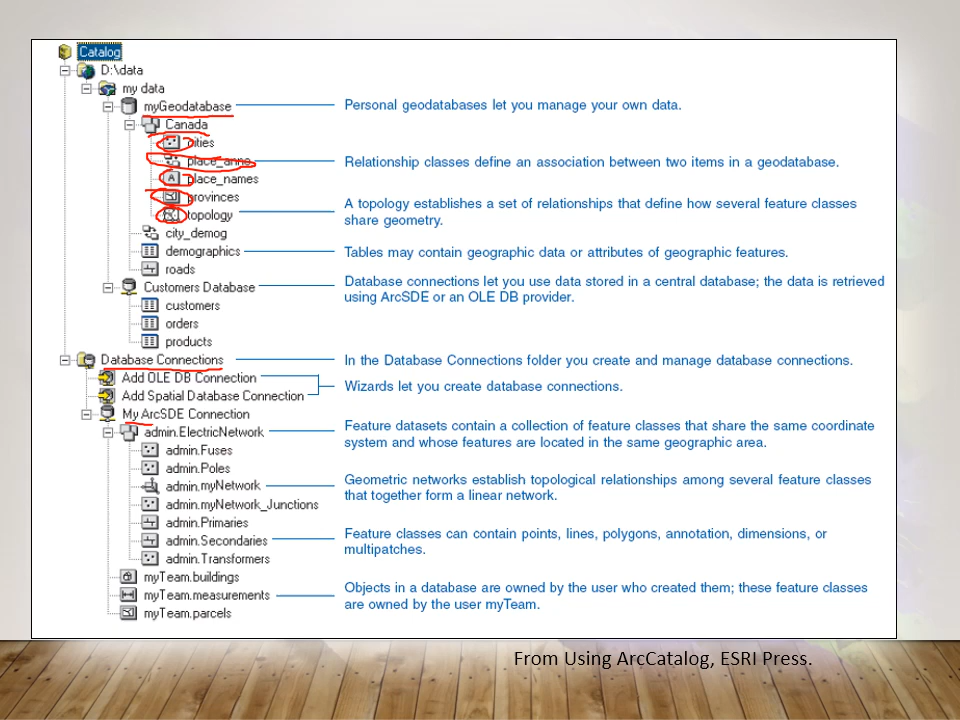 Catalog
D:\data
my data
myGeodatabase
Personal geodatabases let you manage your own data.
Canada
cities
place_anno
Relationship classes define an association between two items in a geodatabase.
place_names
provinces
topology
A topology establishes a set of relationships that define how several feature classes
share geometry.
city_demog
demographics
Tables may contain geographic data or attributes of geographic features.
roads
Customers Database
Database connections let you use data stored in a central database; the data is retrieved
using ArcSDE or an OLE DB provider.
customers
orders
products
Database Connections
In the Database Connections folder you create and manage database connections.
Add OLE DB Connection
Add Spatial Database Connection
Wizards let you create database connections.
My ArcSDE Connection
admin.ElectricNetwork
Feature datasets contain a collection of feature classes that share the same coordinate
system and whose features are located in the same geographic area.
admin.Fuses
admin.Poles
admin.myNetwork
Geometric networks establish topological relationships among several feature classes
that together form a linear network.
admin.myNetwork_Junctions
admin.Primaries
admin.Secondaries
Feature classes can contain points, lines, polygons, annotation, dimensions, or
multipatches.
admin.Transformers
myTeam.buildings
myTeam.measurements
Objects in a database are owned by the user who created them; these feature classes
are owned by the user myTeam.
myTeam.parcels
From Using ArcCatalog, ESRI Press.